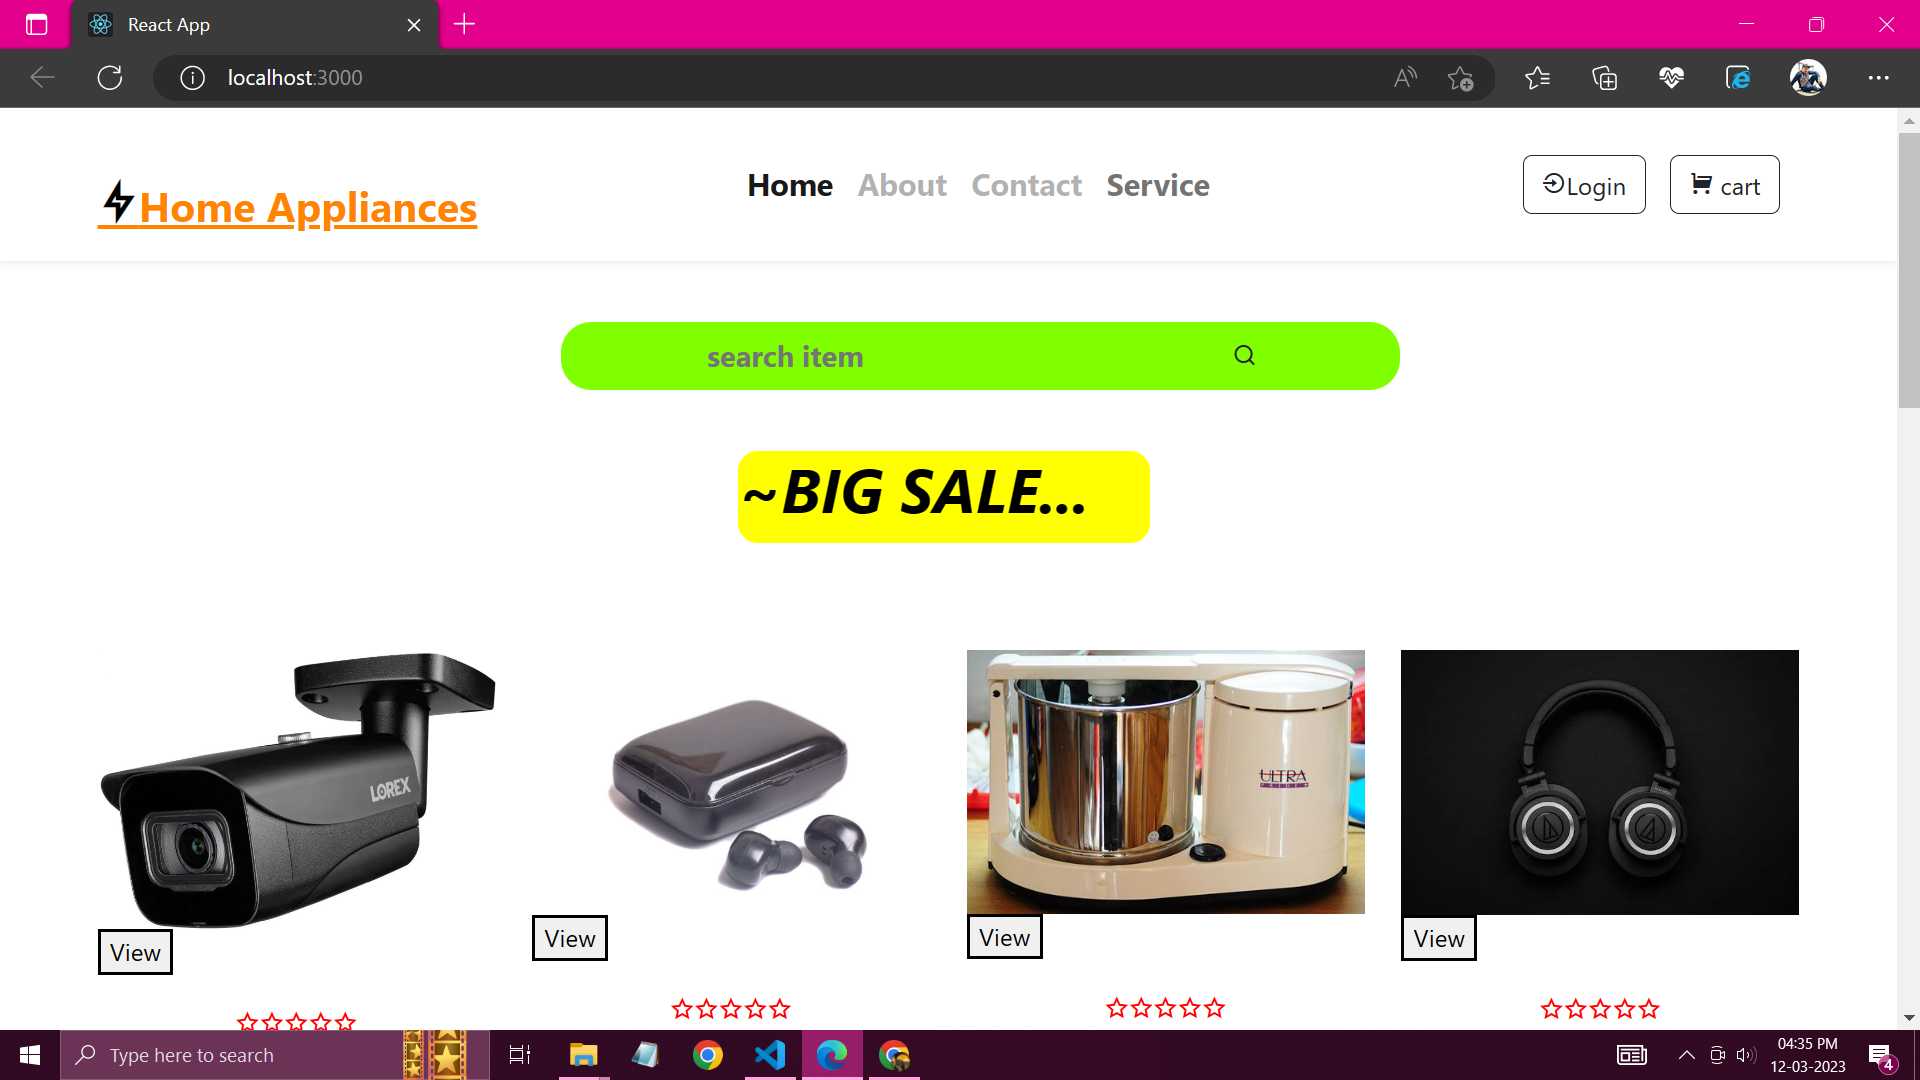 React App
localhost:3000
Home Appliances
Home About Contact Service
Login
cart
search item
~BIG SALE...
LOREX
ULTRA
PRIDE
View
View
View
View
Type here to search
04:35 PM
12-03-2023
4